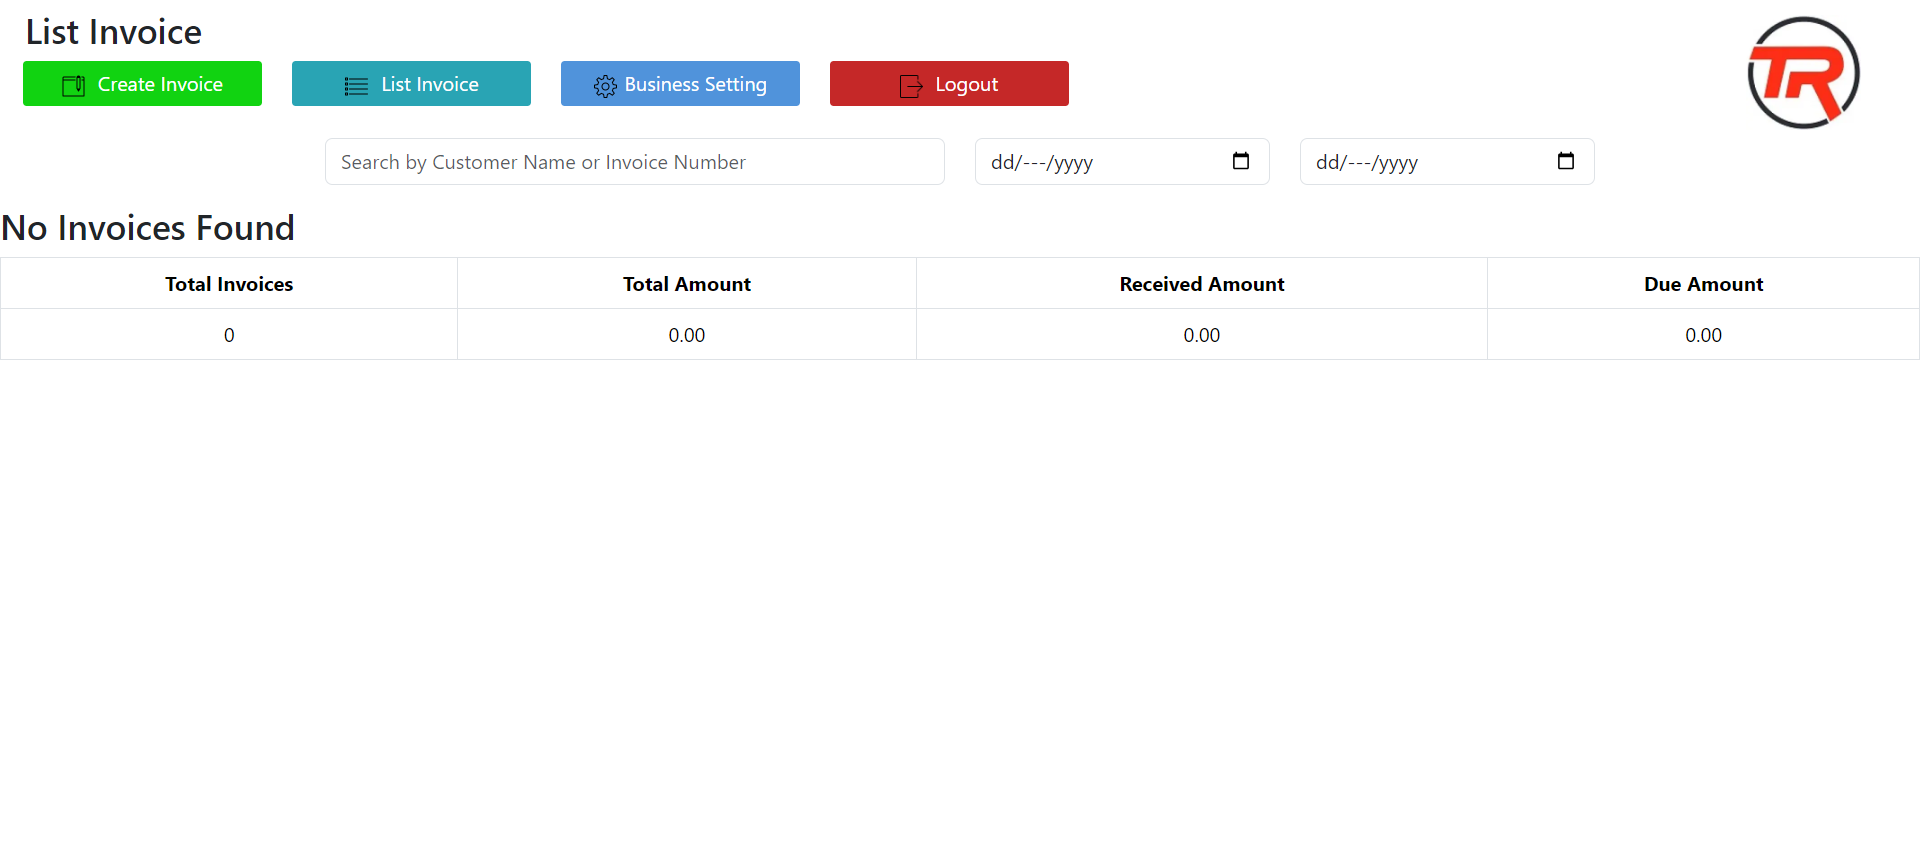 List Invoice
TR
Create Invoice
List Invoice
Business Setting
Logout
Search by Customer Name or Invoice Number
dd/---/yyyy
dd/---/yyyy
No Invoices Found
Total Invoices Total Amount Received Amount Due Amount
0 0.00 0.00 0.00